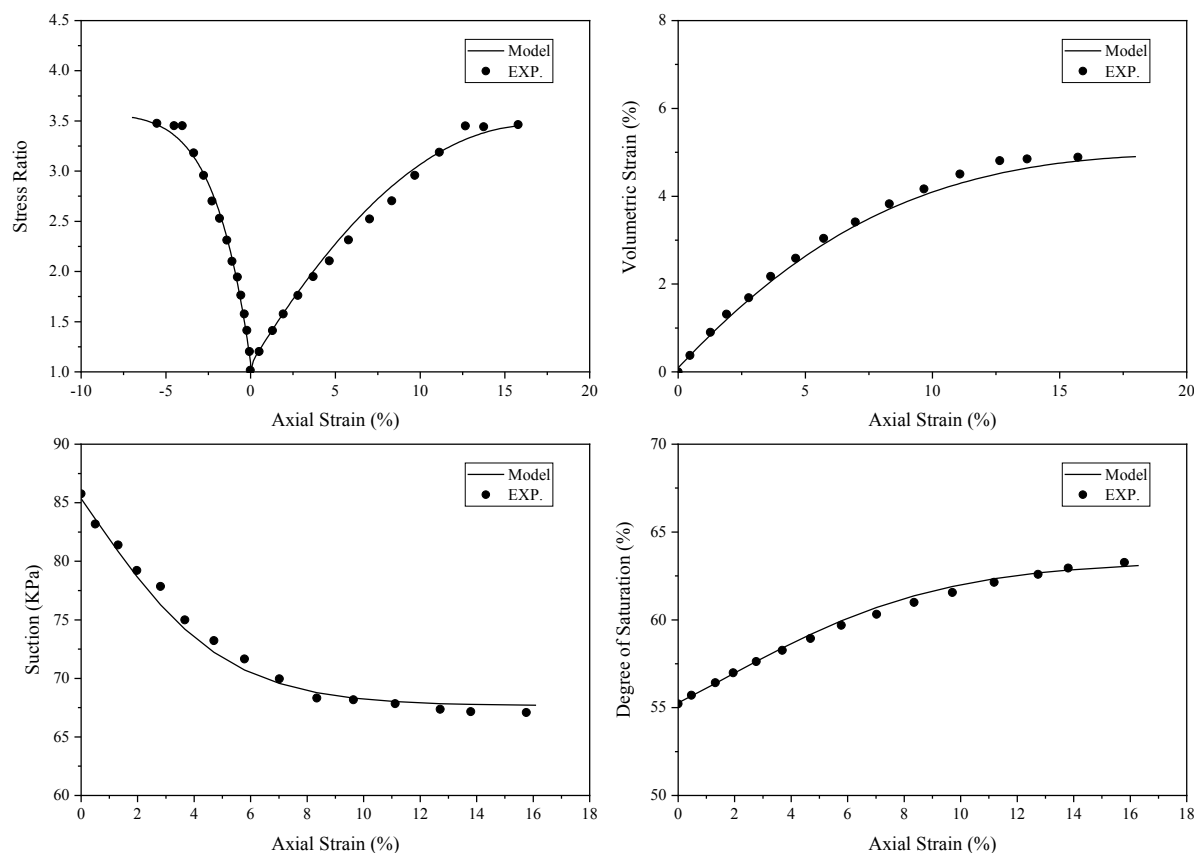 4.5
4.0
3.5
3.0
2.5
2.0
1.5
1.0
-10 -5 0 5 10 15 20
Stress Ratio
Axial Strain (%)
Model
EXP.
8
6
4
2
0
0 5 10 15 20
Volumetric Strain (%)
Axial Strain (%)
Model
EXP.
90
85
80
75
70
65
60
0 2 4 6 8 10 12 14 16 18
Suction (KPa)
Axial Strain (%)
Model
EXP.
70
65
60
55
50
0 2 4 6 8 10 12 14 16 18
Degree of Saturation (%)
Axial Strain (%)
Model
EXP.